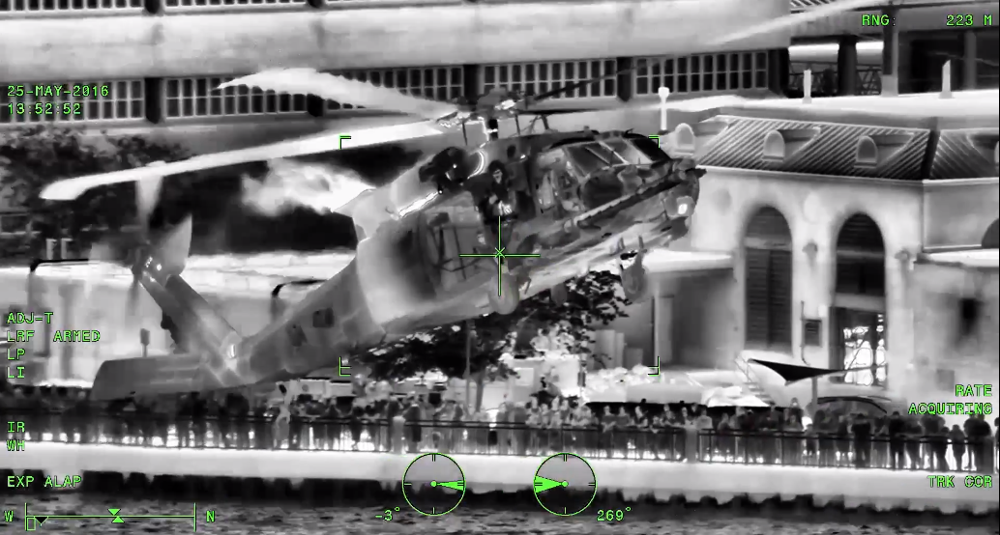 RNG: 223 M
25-MAY-2016
13:52:52
ADJ-T
LRF ARMED
LP
LI
RATE
ACQUIRING
IR
WH
EXP ALAP
TRK COR
W N
-3° 269°